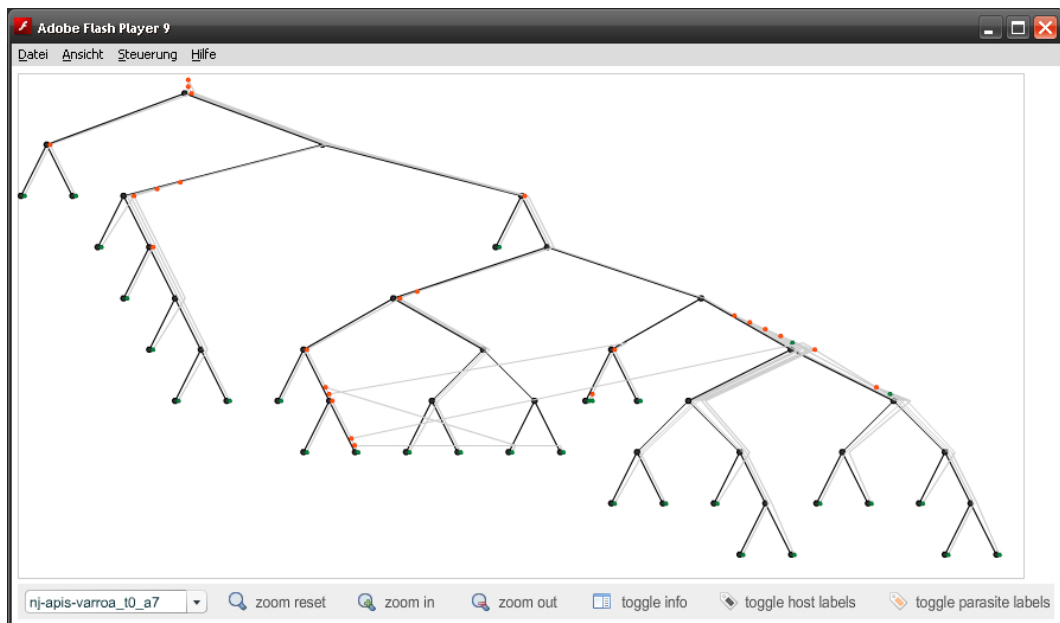 Adobe Flash Player 9
Datei Ansicht Steuerung Hilfe
nj-apis-varroa_t0_a7 zoom reset zoom in zoom out toggle info toggle host labels toggle parasite labels